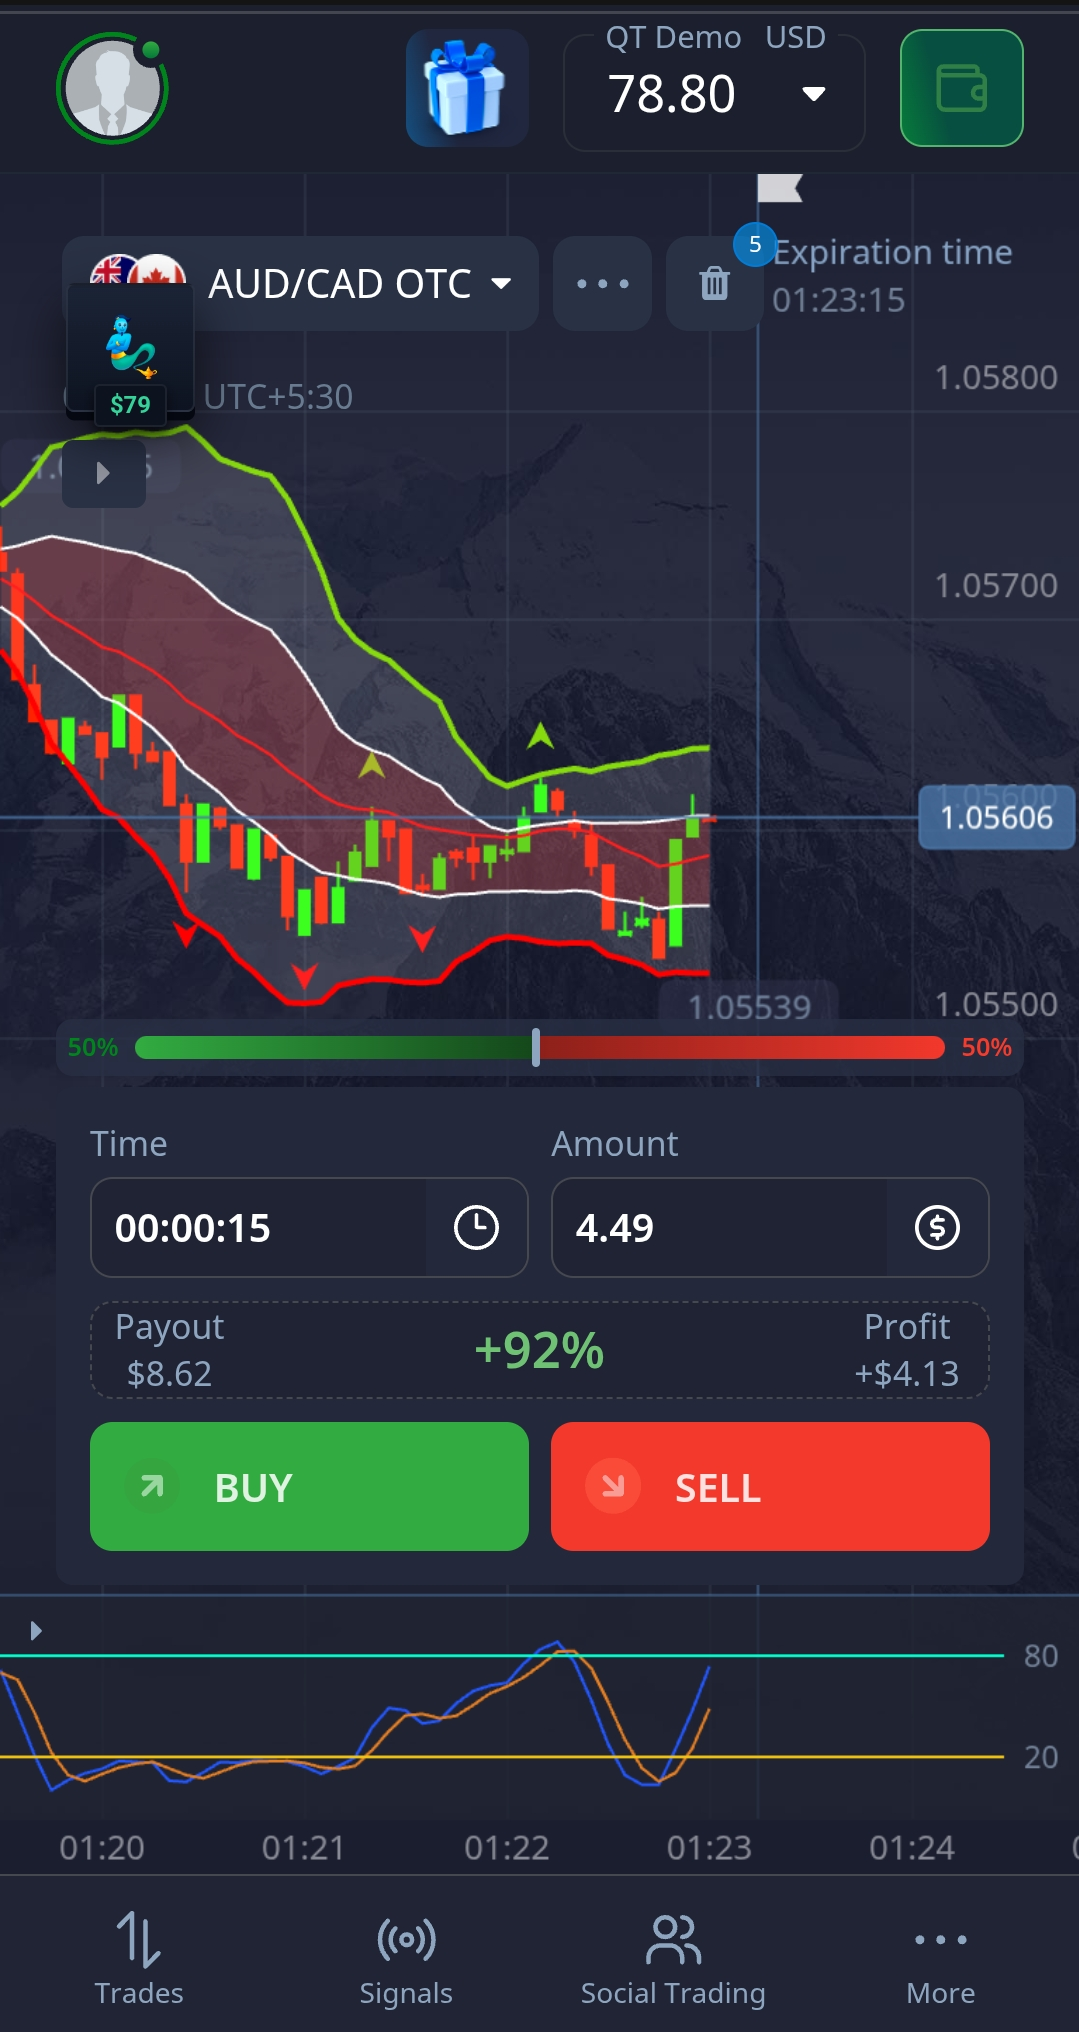 QT Demo USD
78.80
5
Expiration time
AUD/CAD OTC
01:23:15
$79
UTC+5:30
1.05800
1.05700
1.05606
1.05539
1.05500
50%
50%
Time
Amount
00:00:15
4.49
Payout
$8.62
+92%
Profit
+$4.13
BUY
SELL
80
20
01:20 01:21 01:22 01:23 01:24
Trades
Signals
Social Trading
More